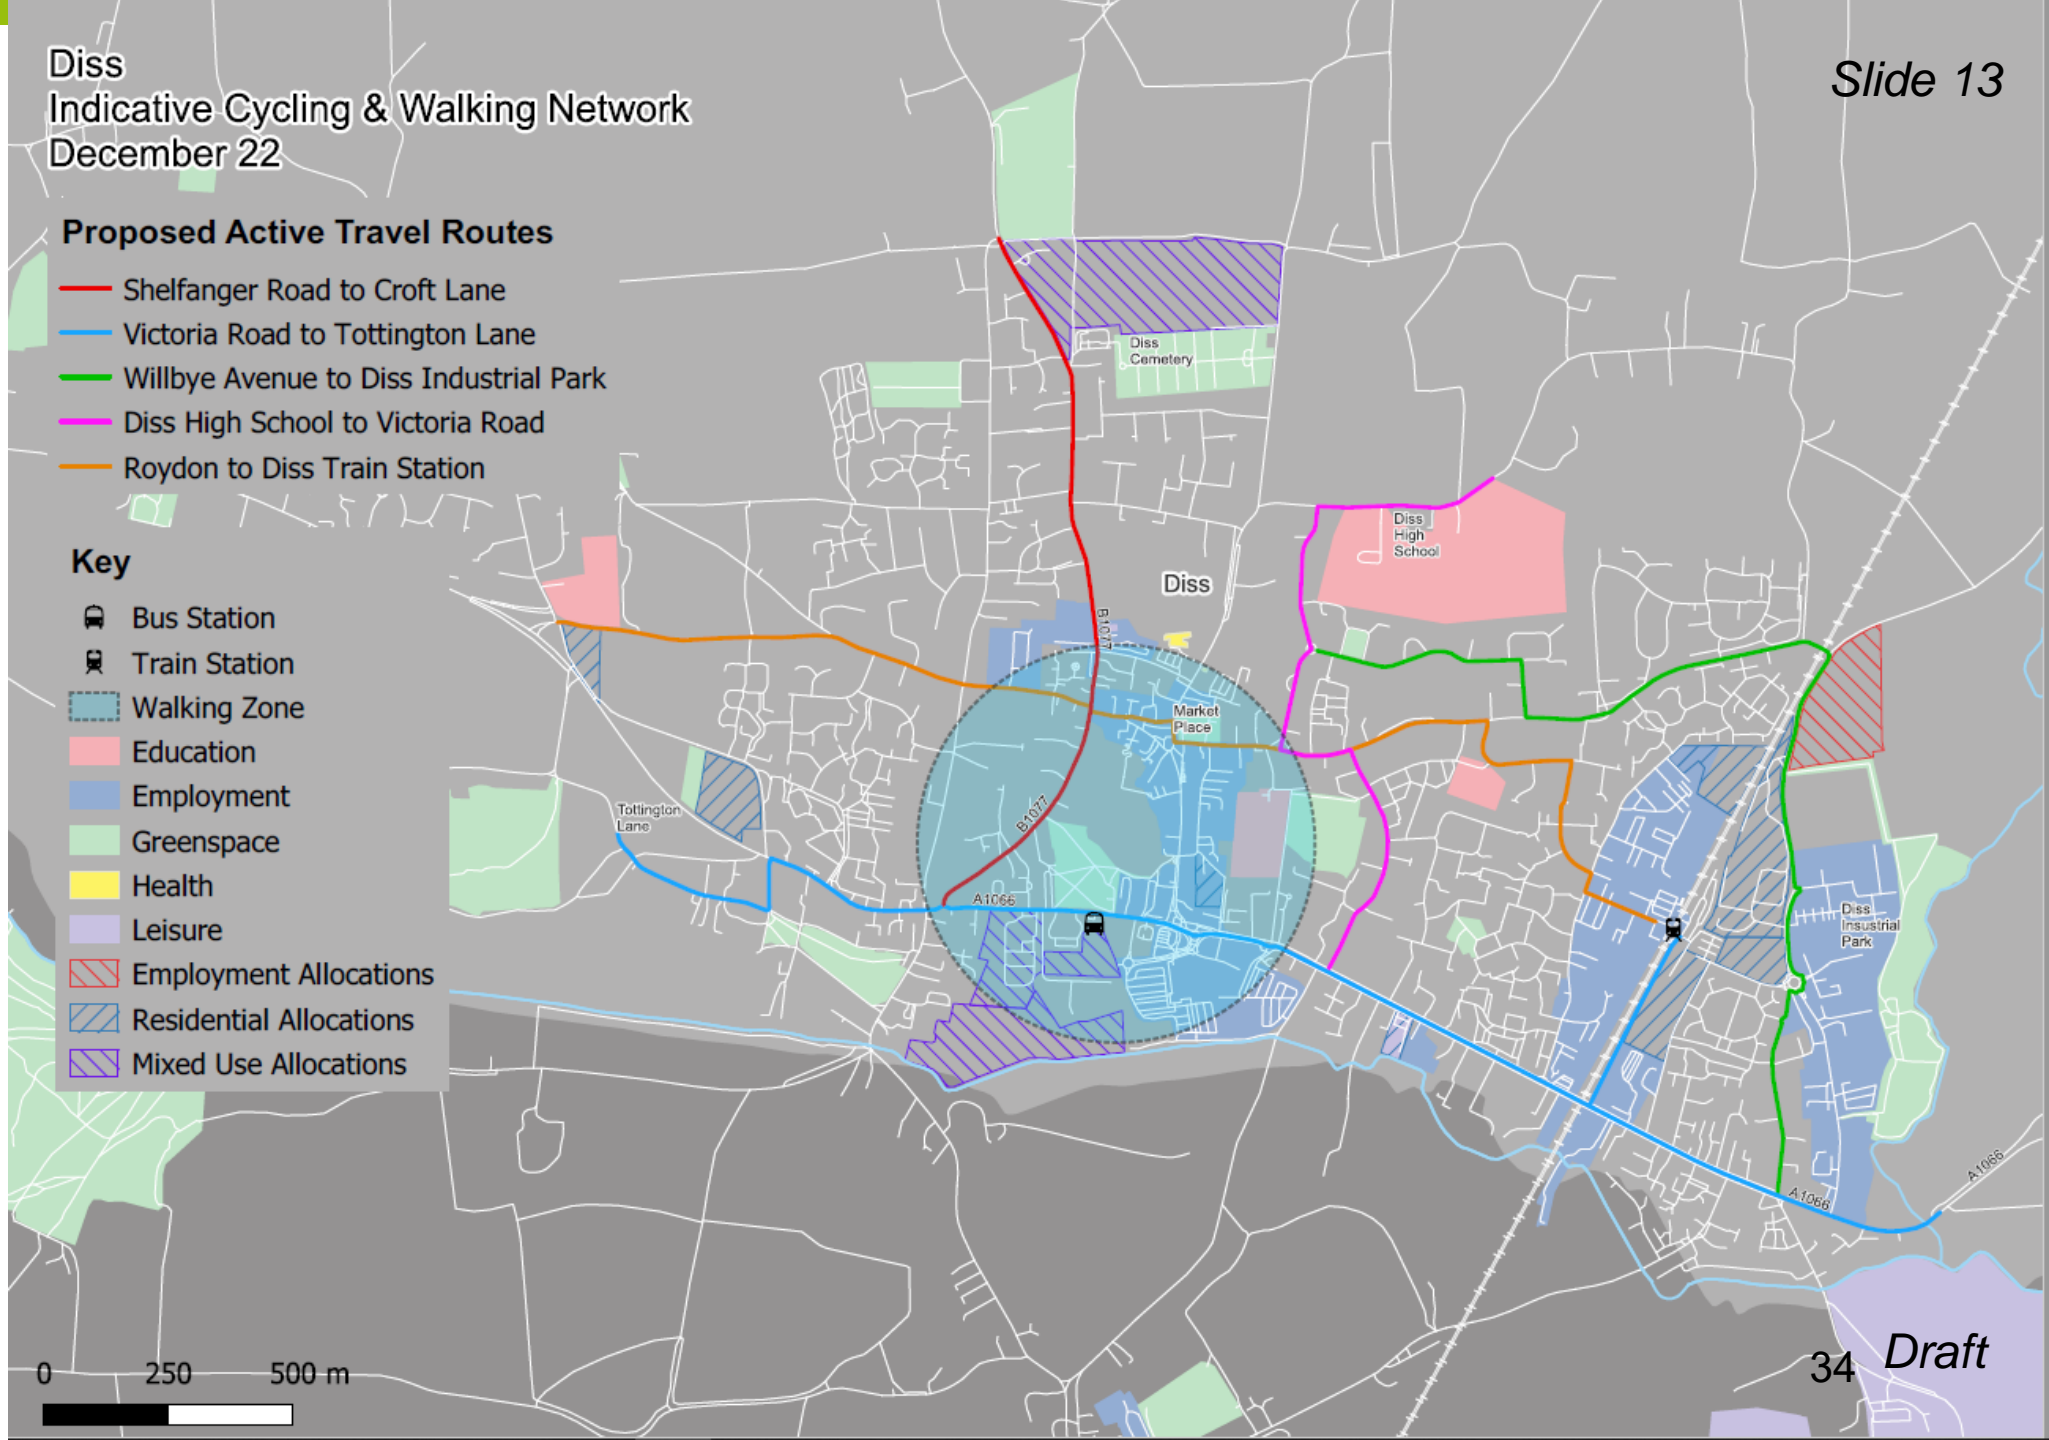 Diss
Indicative Cycling & Walking Network
December 22
Slide 13
Proposed Active Travel Routes
Shelfanger Road to Croft Lane
Victoria Road to Tottington Lane
Willbye Avenue to Diss Industrial Park
Diss High School to Victoria Road
Roydon to Diss Train Station
Key
Bus Station
Train Station
Walking Zone
Education
Employment
Greenspace
Health
Leisure
Employment Allocations
Residential Allocations
Mixed Use Allocations
Diss
Cemetery
Diss
High
School
Diss
B1077
Market
Place
Tottington
Lane
B1077
A1066
Diss
Insustrial
Park
A1066
A1066
0 250 500 m
34
Draft